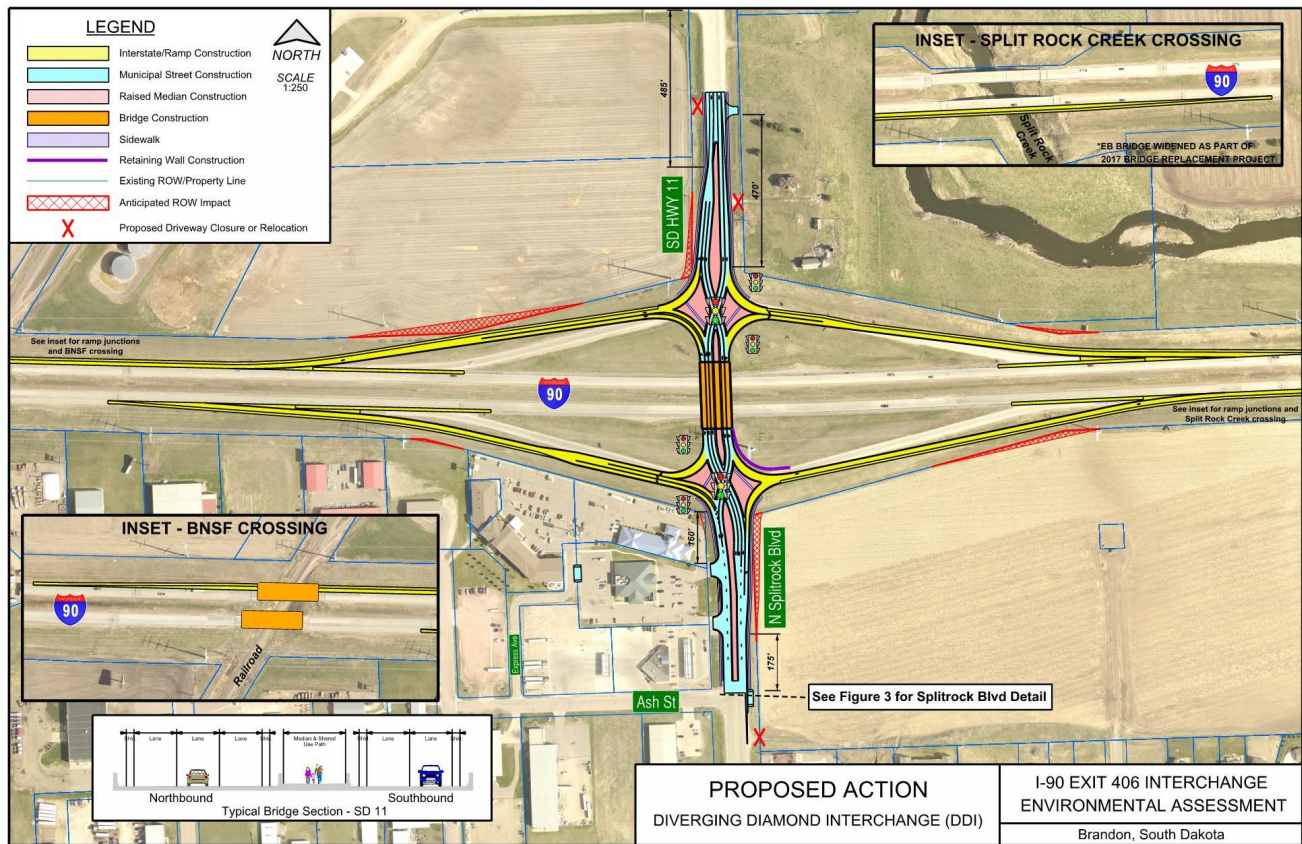 LEGEND
Interstate/Ramp Construction
Municipal Street Construction
Raised Median Construction
Bridge Construction
Sidewalk
Retaining Wall Construction
Existing ROW/Property Line
Anticipated ROW Impact
X
Proposed Driveway Closure or Relocation
NORTH
SCALE
1:250
INSET - SPLIT ROCK CREEK CROSSING
90
Split Rock
Creek
*EB BRIDGE WIDENED AS PART OF
2017 BRIDGE REPLACEMENT PROJECT
485'
470'
SD HWY 11
See inset for ramp junctions
and BNSF crossing
90
See inset for ramp junctions and
Split Rock Creek crossing
160'
N Splitrock Blvd
175'
Express Ave
Ash St
See Figure 3 for Splitrock Blvd Detail
INSET - BNSF CROSSING
90
Railroad
Lane
Lane
Lane
Median & Shared
Use Path
Lane
Lane
Northbound
Southbound
Typical Bridge Section - SD 11
PROPOSED ACTION
DIVERGING DIAMOND INTERCHANGE (DDI)
I-90 EXIT 406 INTERCHANGE
ENVIRONMENTAL ASSESSMENT
Brandon, South Dakota